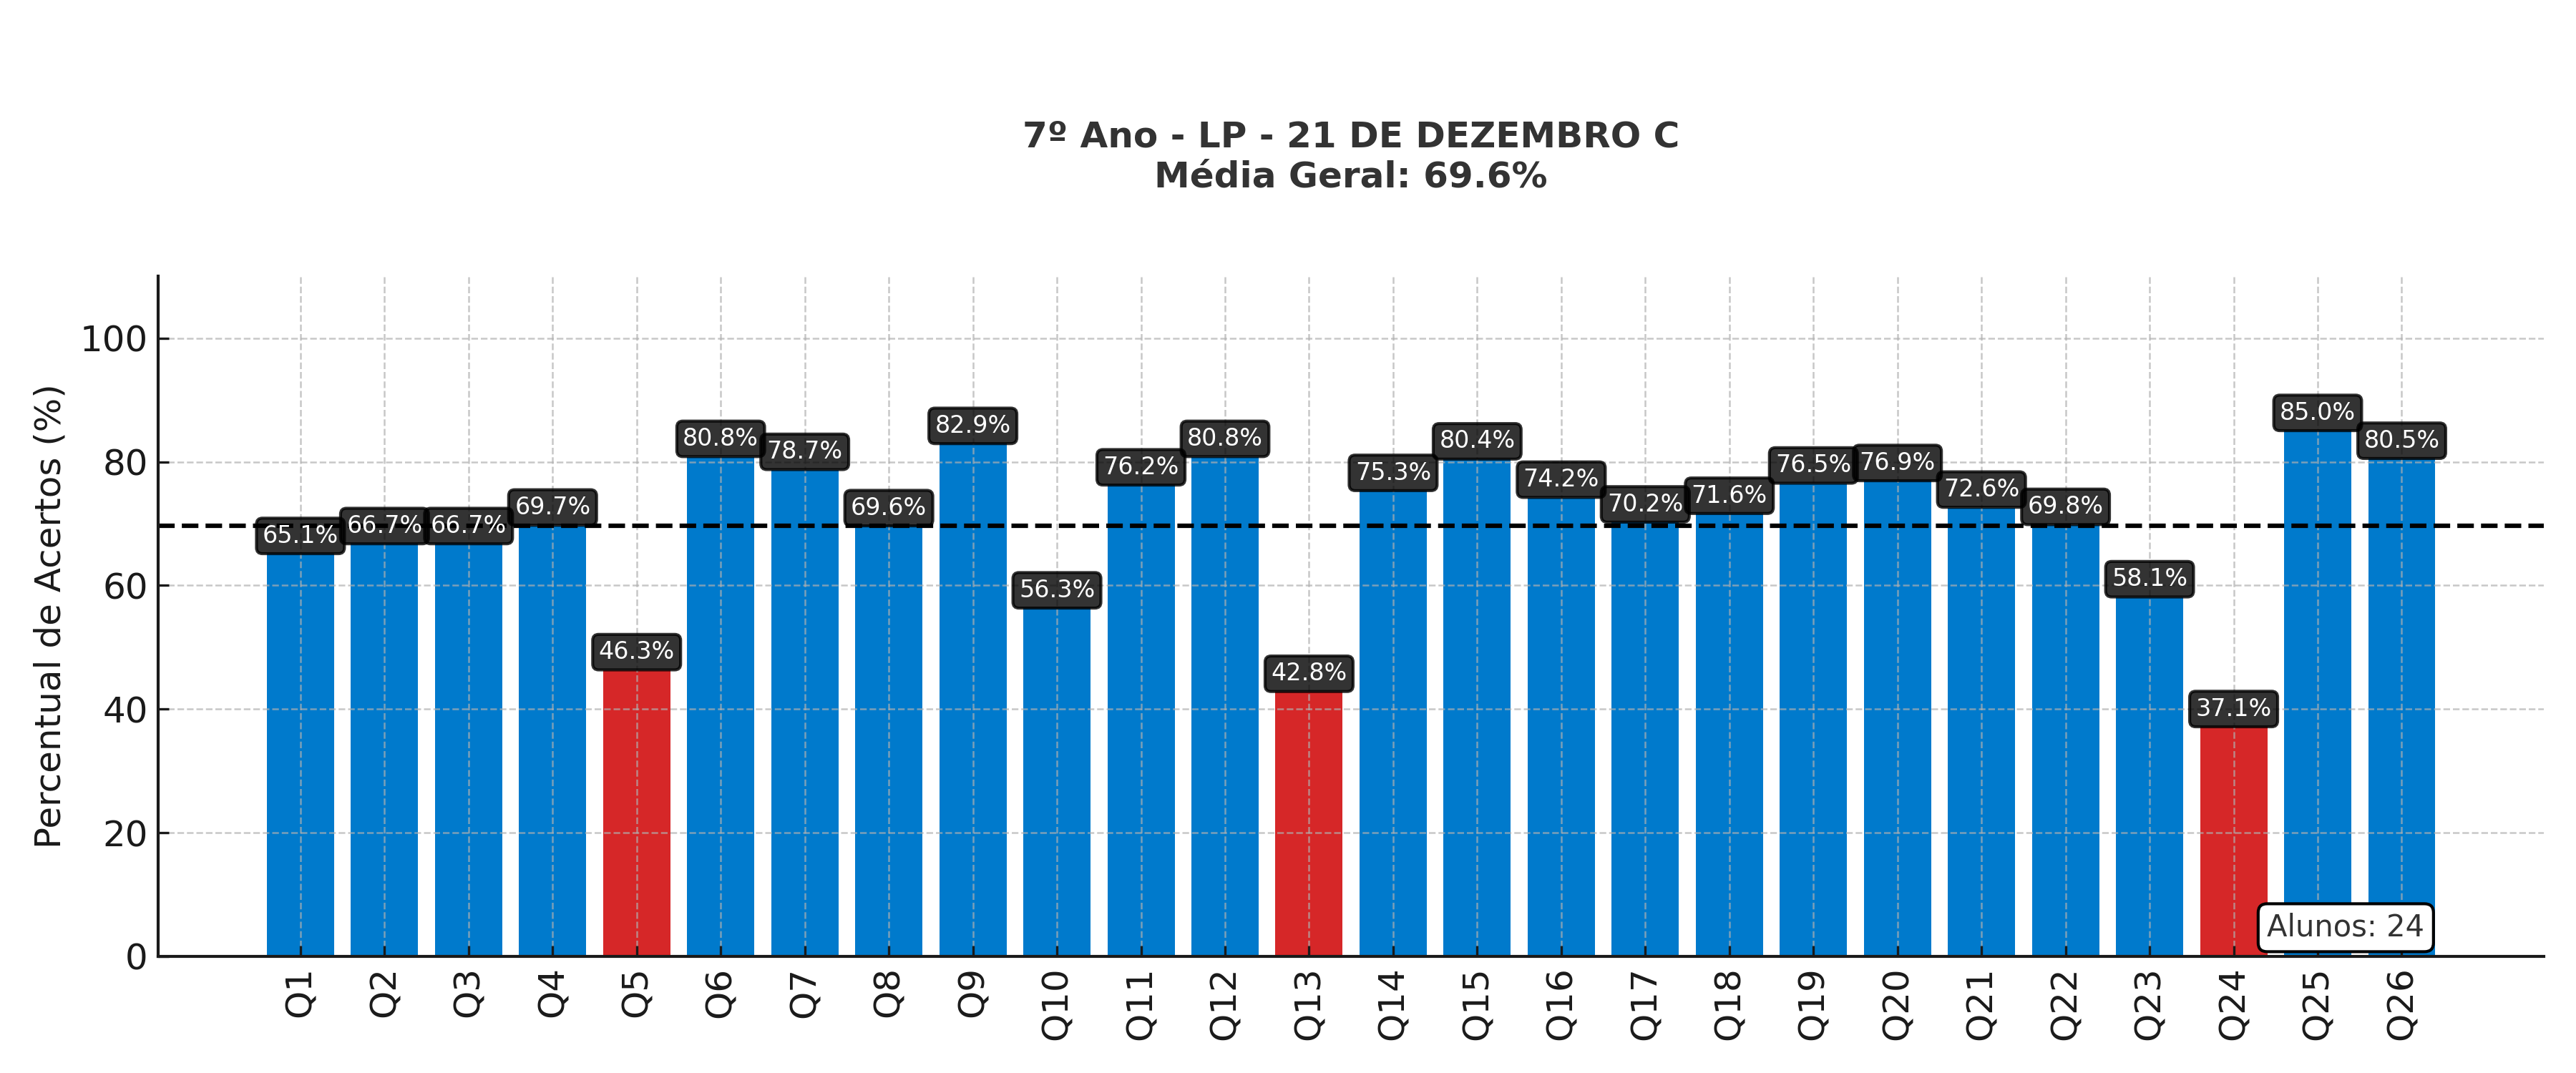 7º Ano - LP - 21 DE DEZEMBRO C
Média Geral: 69.6%
Percentual de Acertos (%)
100
80
60
40
20
0
65.1%
66.7%
66.7%
69.7%
46.3%
80.8%
78.7%
69.6%
82.9%
56.3%
76.2%
80.8%
42.8%
75.3%
80.4%
74.2%
70.2%
71.6%
76.5%
76.9%
72.6%
69.8%
58.1%
37.1%
85.0%
80.5%
Alunos: 24
Q1
Q2
Q3
Q4
Q5
Q6
Q7
Q8
Q9
Q10
Q11
Q12
Q13
Q14
Q15
Q16
Q17
Q18
Q19
Q20
Q21
Q22
Q23
Q24
Q25
Q26